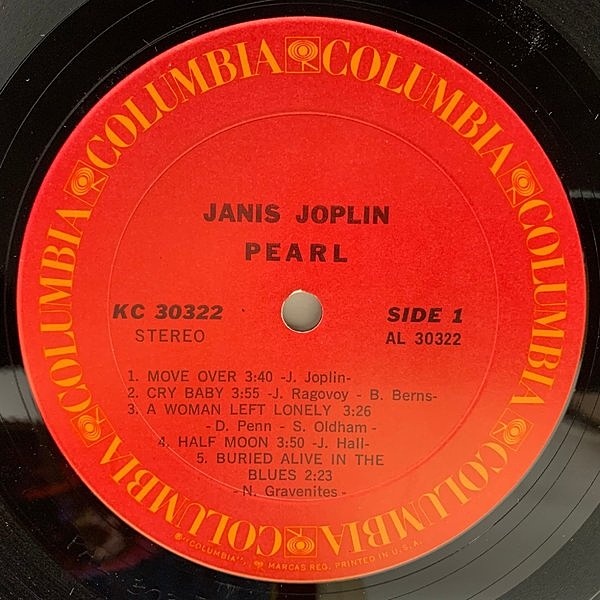 COLUMBIA COLUMBIA COLUMBIA COLUMBIA COLUMBIA COLUMBIA
JANIS JOPLIN
PEARL
KC 30322 SIDE 1
STEREO AL 30322
1. MOVE OVER 3:40 -J. Joplin-
2. CRY BABY 3:55 -J. Ragovoy - B. Berns-
3. A WOMAN LEFT LONELY 3:26
-D. Penn - S. Oldham-
4. HALF MOON 3:50 -J. Hall-
5. BURIED ALIVE IN THE
BLUES 2:23
-N. Gravenites-
® "COLUMBIA", MARCAS REG. PRINTED IN U.S.A.